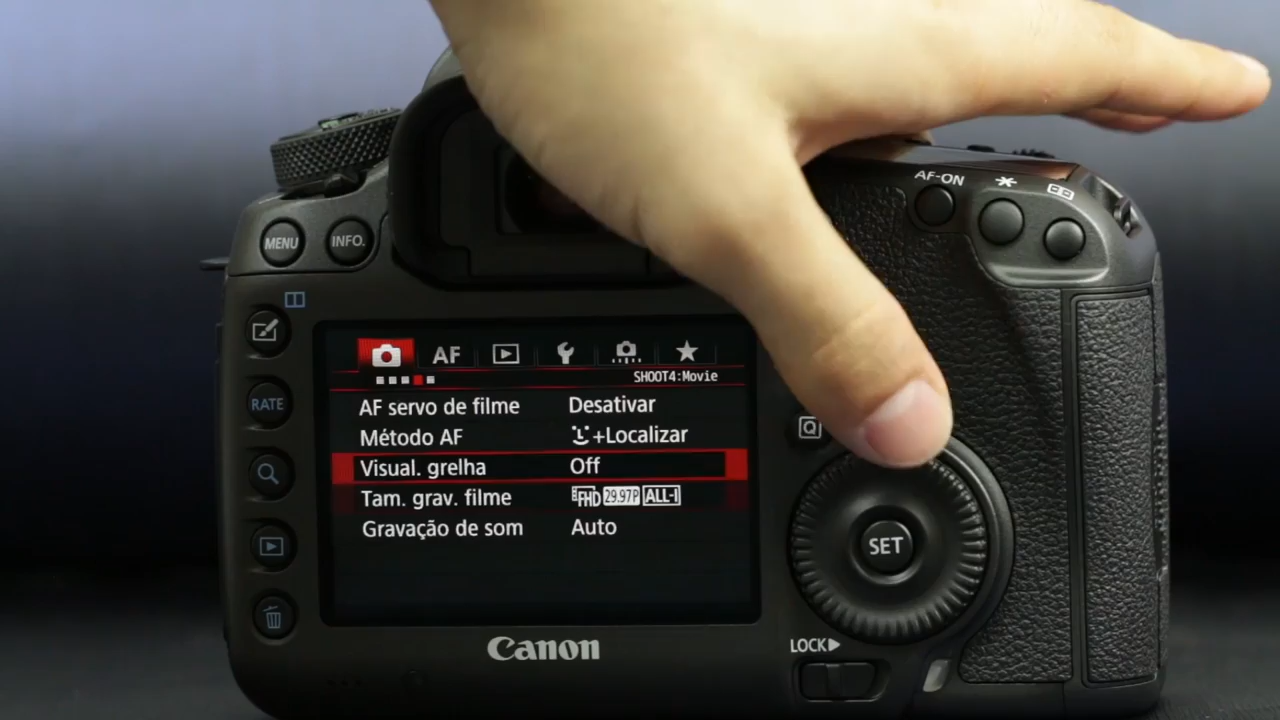 AF-ON
MENU
INFO.
RATE
AF
SHOOT4:Movie
AF servo de filme Desativar
Método AF +Localizar
Visual. grelha Off
Tam. grav. filme FHD 29.97P ALL-I
Gravação de som Auto
Q
SET
LOCK
Canon